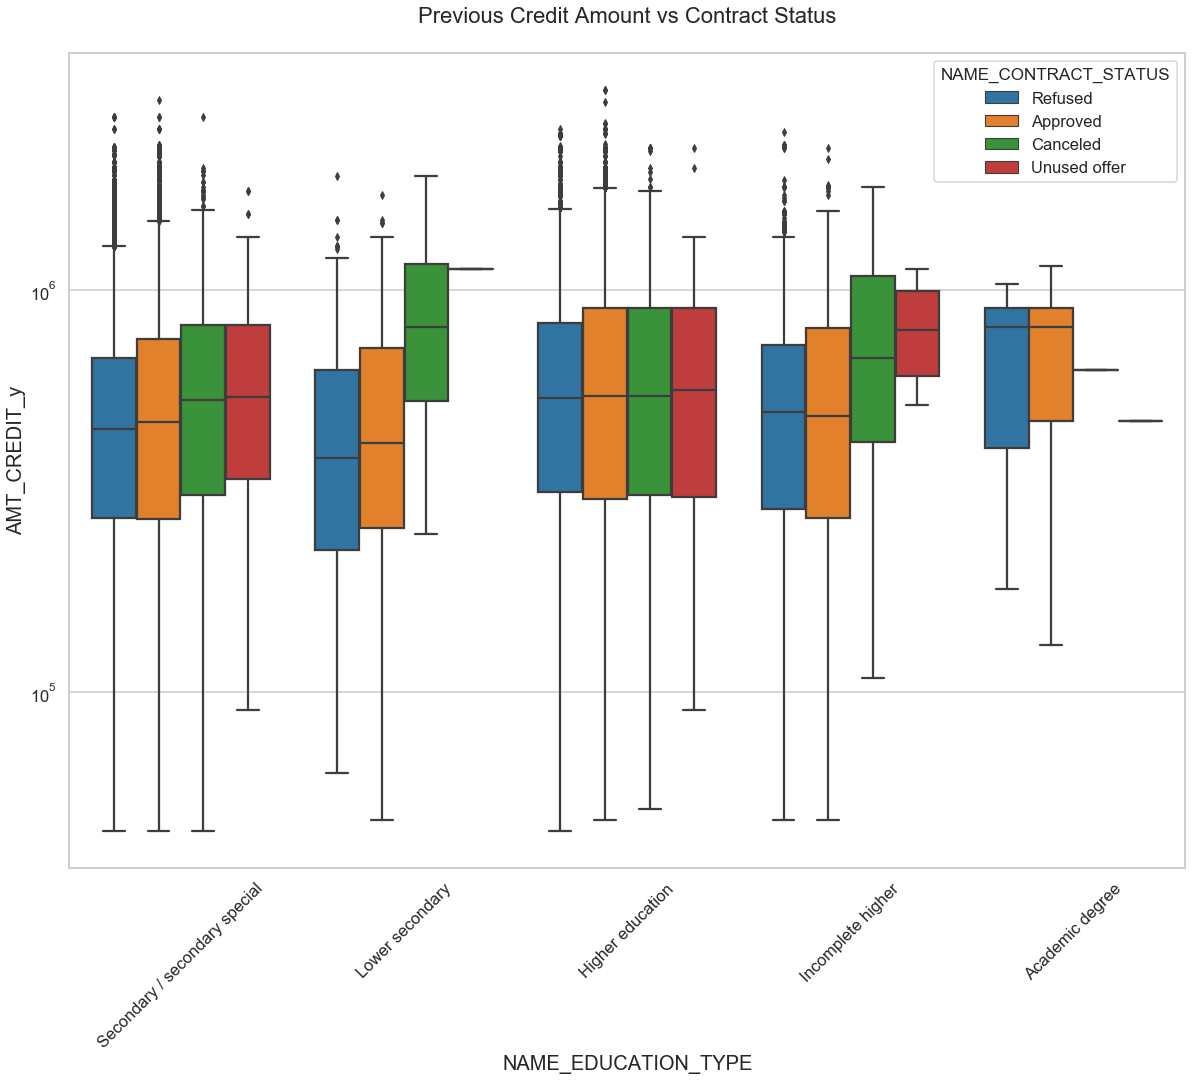 Previous Credit Amount vs Contract Status
NAME_CONTRACT_STATUS
Refused
Approved
Canceled
Unused offer
AMT_CREDIT_y
10^6
10^5
Secondary / secondary special
Lower secondary
Higher education
Incomplete higher
Academic degree
NAME_EDUCATION_TYPE